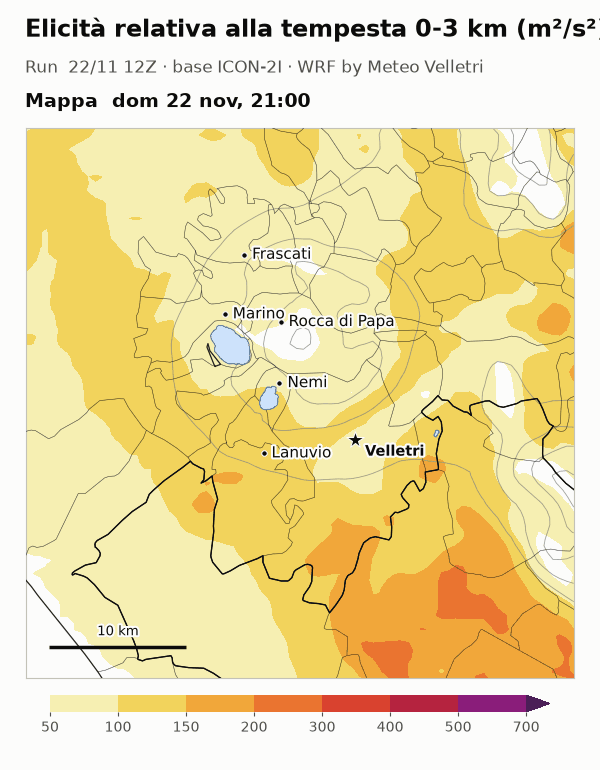 Elicità relativa alla tempesta 0-3 km (m²/s²)
Run 22/11 12Z · base ICON-2I · WRF by Meteo Velletri
Mappa dom 22 nov, 21:00
Frascati
Marino
Rocca di Papa
Nemi
Lanuvio
Velletri
10 km
50 100 150 200 300 400 500 700